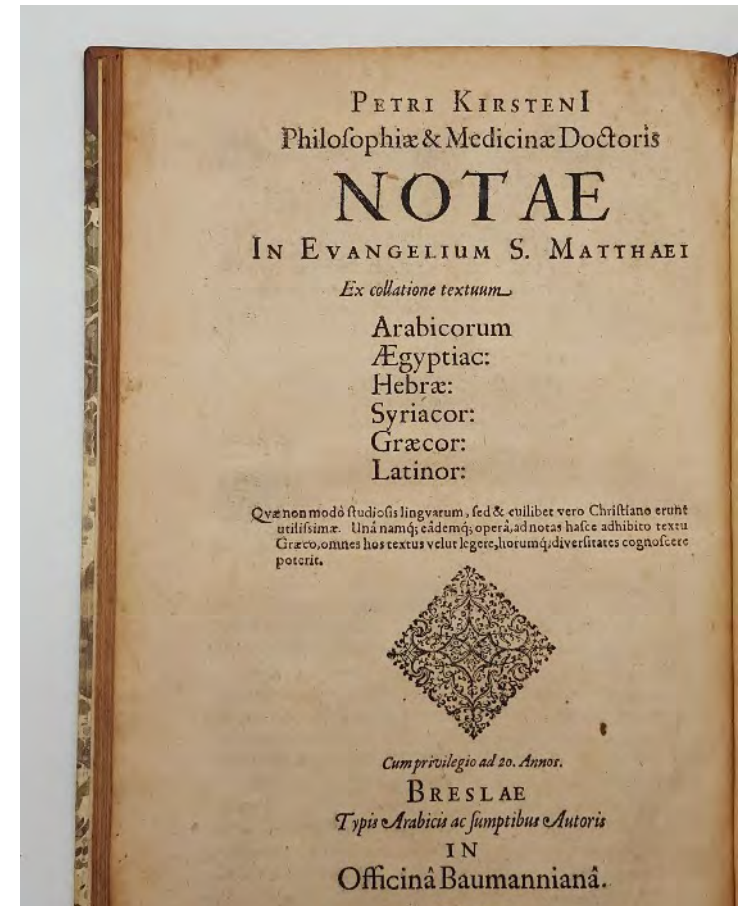 PETRI KIRSTENI
Philoſophiæ & Medicinæ Doctoris
NOTAE
IN EVANGELIUM S. MATTHAEI
Ex collatione textuum
Arabicorum
Ægyptiac:
Hebræ:
Syriacor:
Græcor:
Latinor:
Qvæ non modò ſtudioſis lingvarum, ſed & cuilibet vero Chriſtiano erunt
utiliſſimæ. Unâ namq; eâdemq; operâ, ad notas haſce adhibito textu
Græco, omnes hos textus velut legere, horumq; diverſitates cognoſcere
poterit.
Cum privilegio ad 20. Annos.
BRESLAE
Typis Arabicis ac ſumptibus Autoris
IN
Officinâ Baumannianâ.